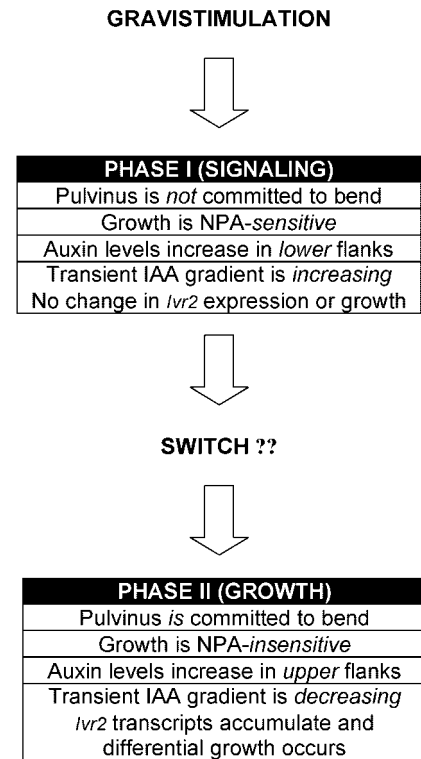 GRAVISTIMULATION
PHASE I (SIGNALING)
Pulvinus is not committed to bend
Growth is NPA-sensitive
Auxin levels increase in lower flanks
Transient IAA gradient is increasing
No change in Ivr2 expression or growth
SWITCH ??
PHASE II (GROWTH)
Pulvinus is committed to bend
Growth is NPA-insensitive
Auxin levels increase in upper flanks
Transient IAA gradient is decreasing
Ivr2 transcripts accumulate and
differential growth occurs